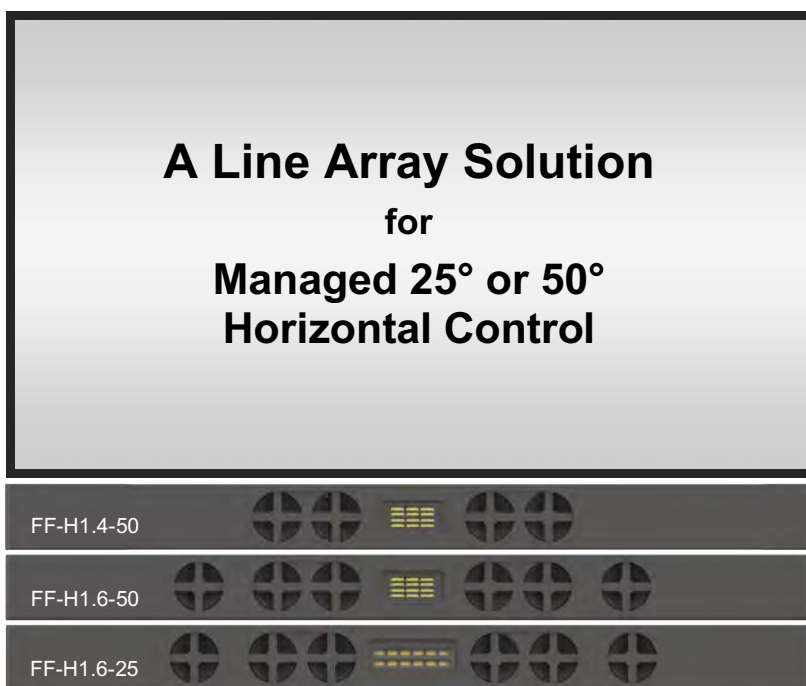 A Line Array Solution
for
Managed 25° or 50°
Horizontal Control
FF-H1.4-50
FF-H1.6-50
FF-H1.6-25